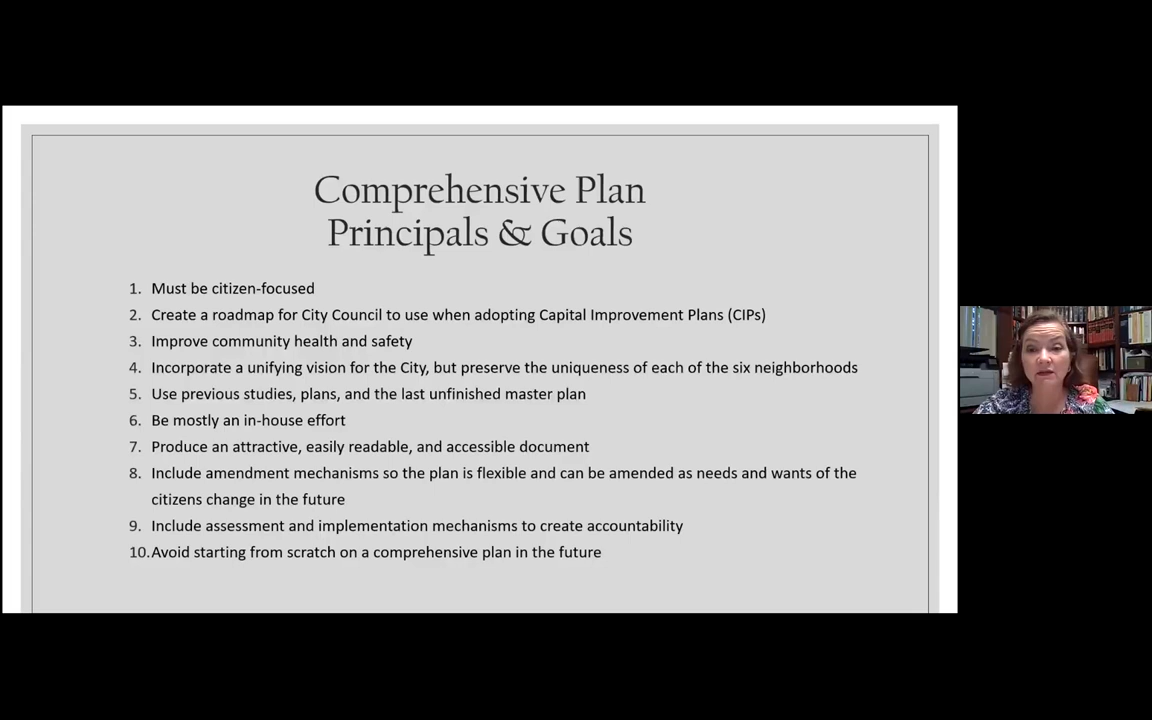 Comprehensive Plan
Principals & Goals
1. Must be citizen-focused
2. Create a roadmap for City Council to use when adopting Capital Improvement Plans (CIPs)
3. Improve community health and safety
4. Incorporate a unifying vision for the City, but preserve the uniqueness of each of the six neighborhoods
5. Use previous studies, plans, and the last unfinished master plan
6. Be mostly an in-house effort
7. Produce an attractive, easily readable, and accessible document
8. Include amendment mechanisms so the plan is flexible and can be amended as needs and wants of the
citizens change in the future
9. Include assessment and implementation mechanisms to create accountability
10. Avoid starting from scratch on a comprehensive plan in the future